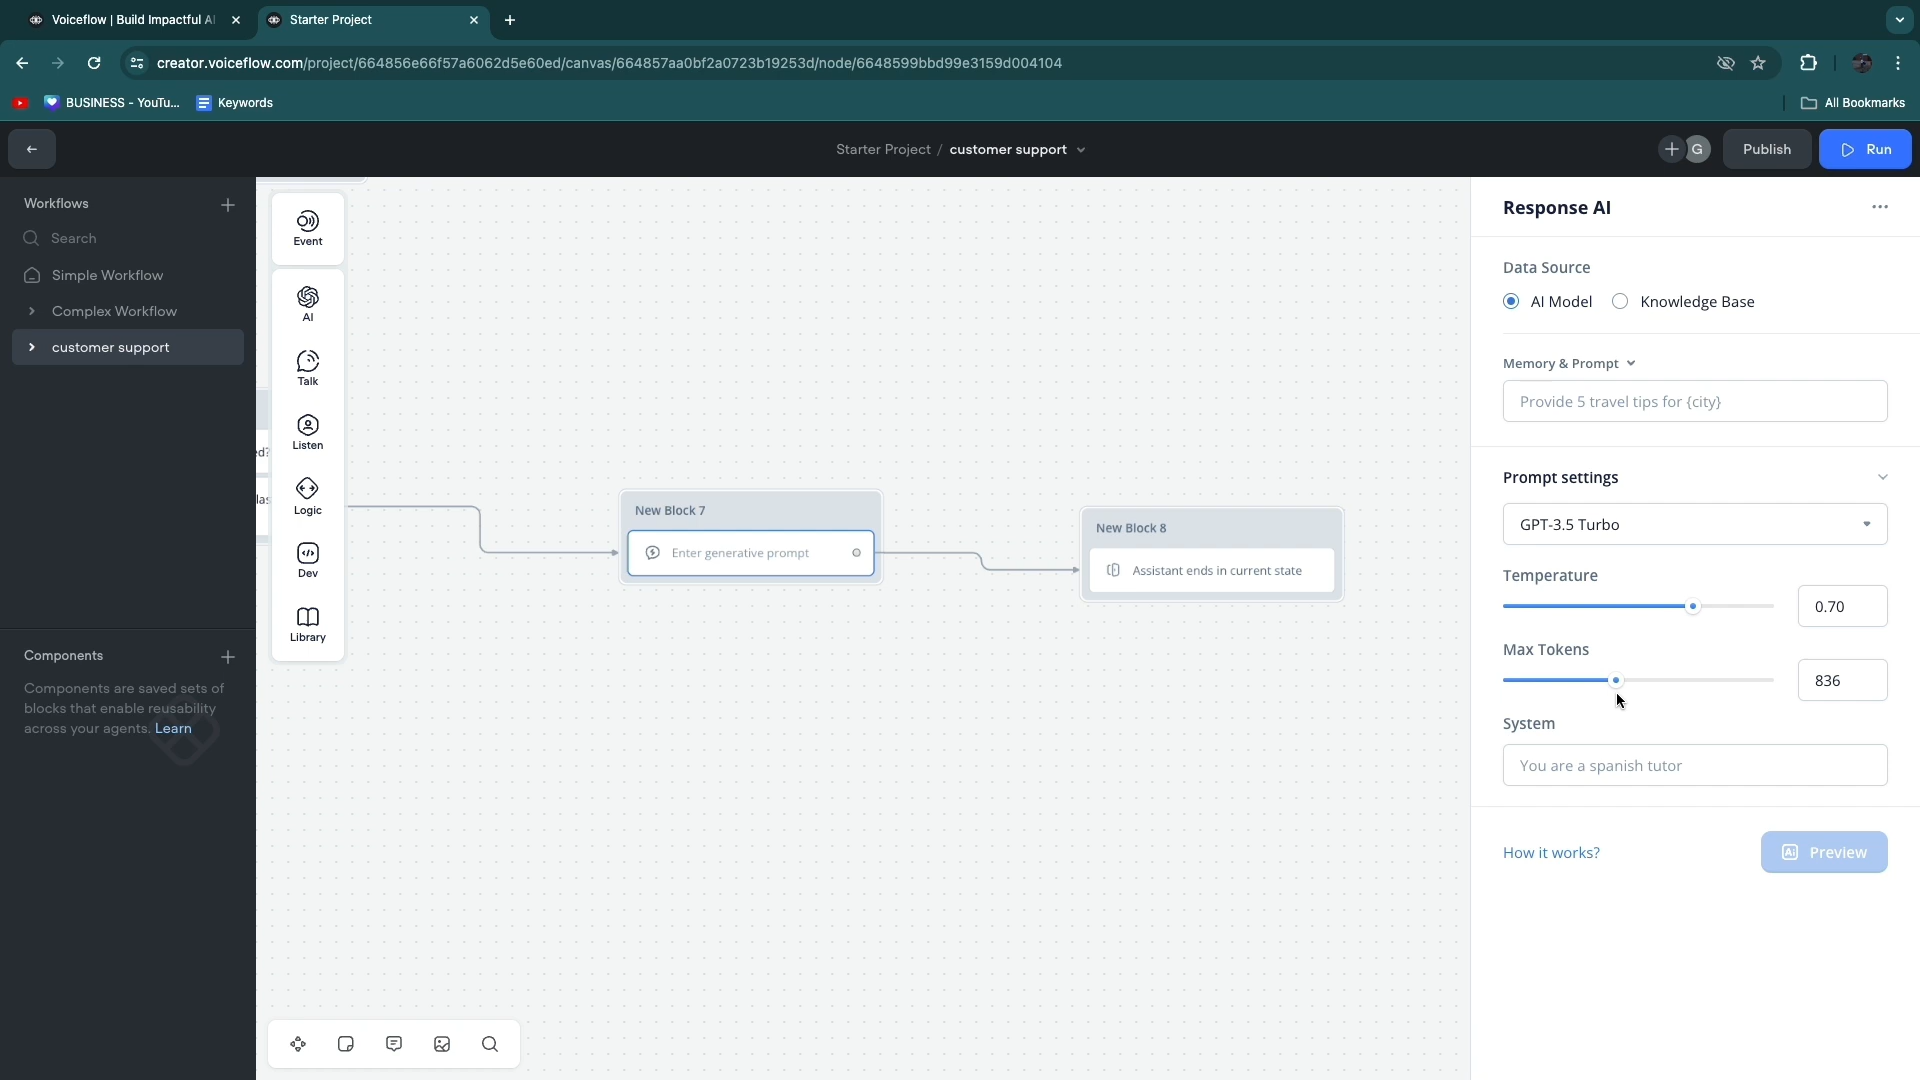 Voiceflow | Build Impactful AI
Starter Project
creator.voiceflow.com/project/664856e66f57a6062d5e60ed/canvas/664857aa0bf2a0723b19253d/node/6648599bbd99e3159d004104
BUSINESS - YouTu...
Keywords
All Bookmarks
Starter Project / customer support
G
Publish
Run
Workflows
Search
Simple Workflow
Complex Workflow
customer support
Components
Components are saved sets of
blocks that enable reusability
across your agents. Learn
Event
AI
Talk
Listen
Logic
Dev
Library
ed?
las
New Block 7
Enter generative prompt
New Block 8
Assistant ends in current state
Response AI
Data Source
AI Model
Knowledge Base
Memory & Prompt
Provide 5 travel tips for {city}
Prompt settings
GPT-3.5 Turbo
Temperature
0.70
Max Tokens
836
System
You are a spanish tutor
How it works?
Ai Preview